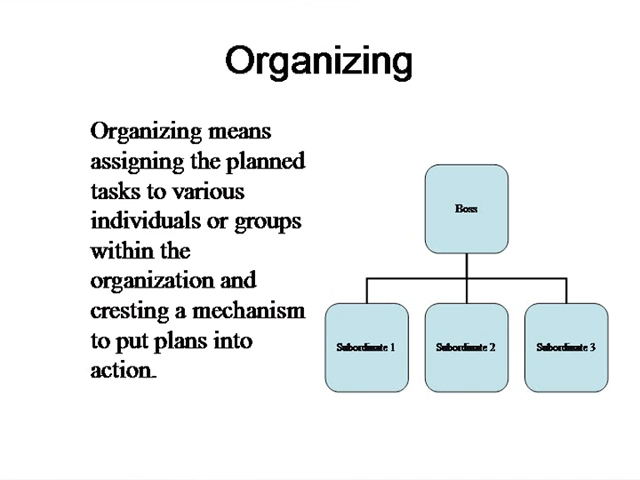 Organizing
Organizing means
assigning the planned
tasks to various
individuals or groups
within the
organization and
cresting a mechanism
to put plans into
action.
Boss
Subordinate 1
Subordinate 2
Subordinate 3